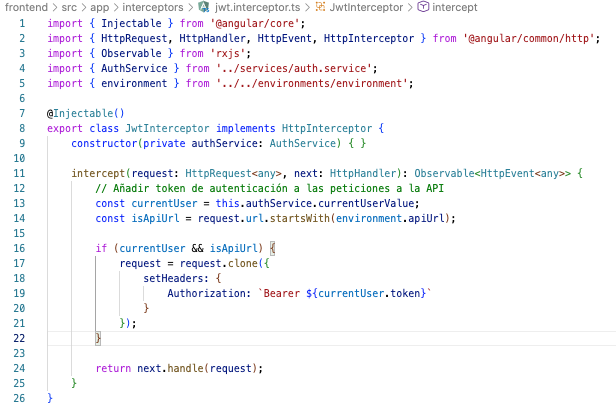 frontend > src > app > interceptors > jwt.interceptor.ts > JwtInterceptor > intercept
1 import { Injectable } from '@angular/core';
2 import { HttpRequest, HttpHandler, HttpEvent, HttpInterceptor } from '@angular/common/http';
3 import { Observable } from 'rxjs';
4 import { AuthService } from '../services/auth.service';
5 import { environment } from '../../environments/environment';
6
7 @Injectable()
8 export class JwtInterceptor implements HttpInterceptor {
9     constructor(private authService: AuthService) { }
10
11     intercept(request: HttpRequest<any>, next: HttpHandler): Observable<HttpEvent<any>> {
12         // Añadir token de autenticación a las peticiones a la API
13         const currentUser = this.authService.currentUserValue;
14         const isApiUrl = request.url.startsWith(environment.apiUrl);
15
16         if (currentUser && isApiUrl) {
17             request = request.clone({
18                 setHeaders: {
19                     Authorization: `Bearer ${currentUser.token}`
20                 }
21             });
22         }
23
24         return next.handle(request);
25     }
26 }